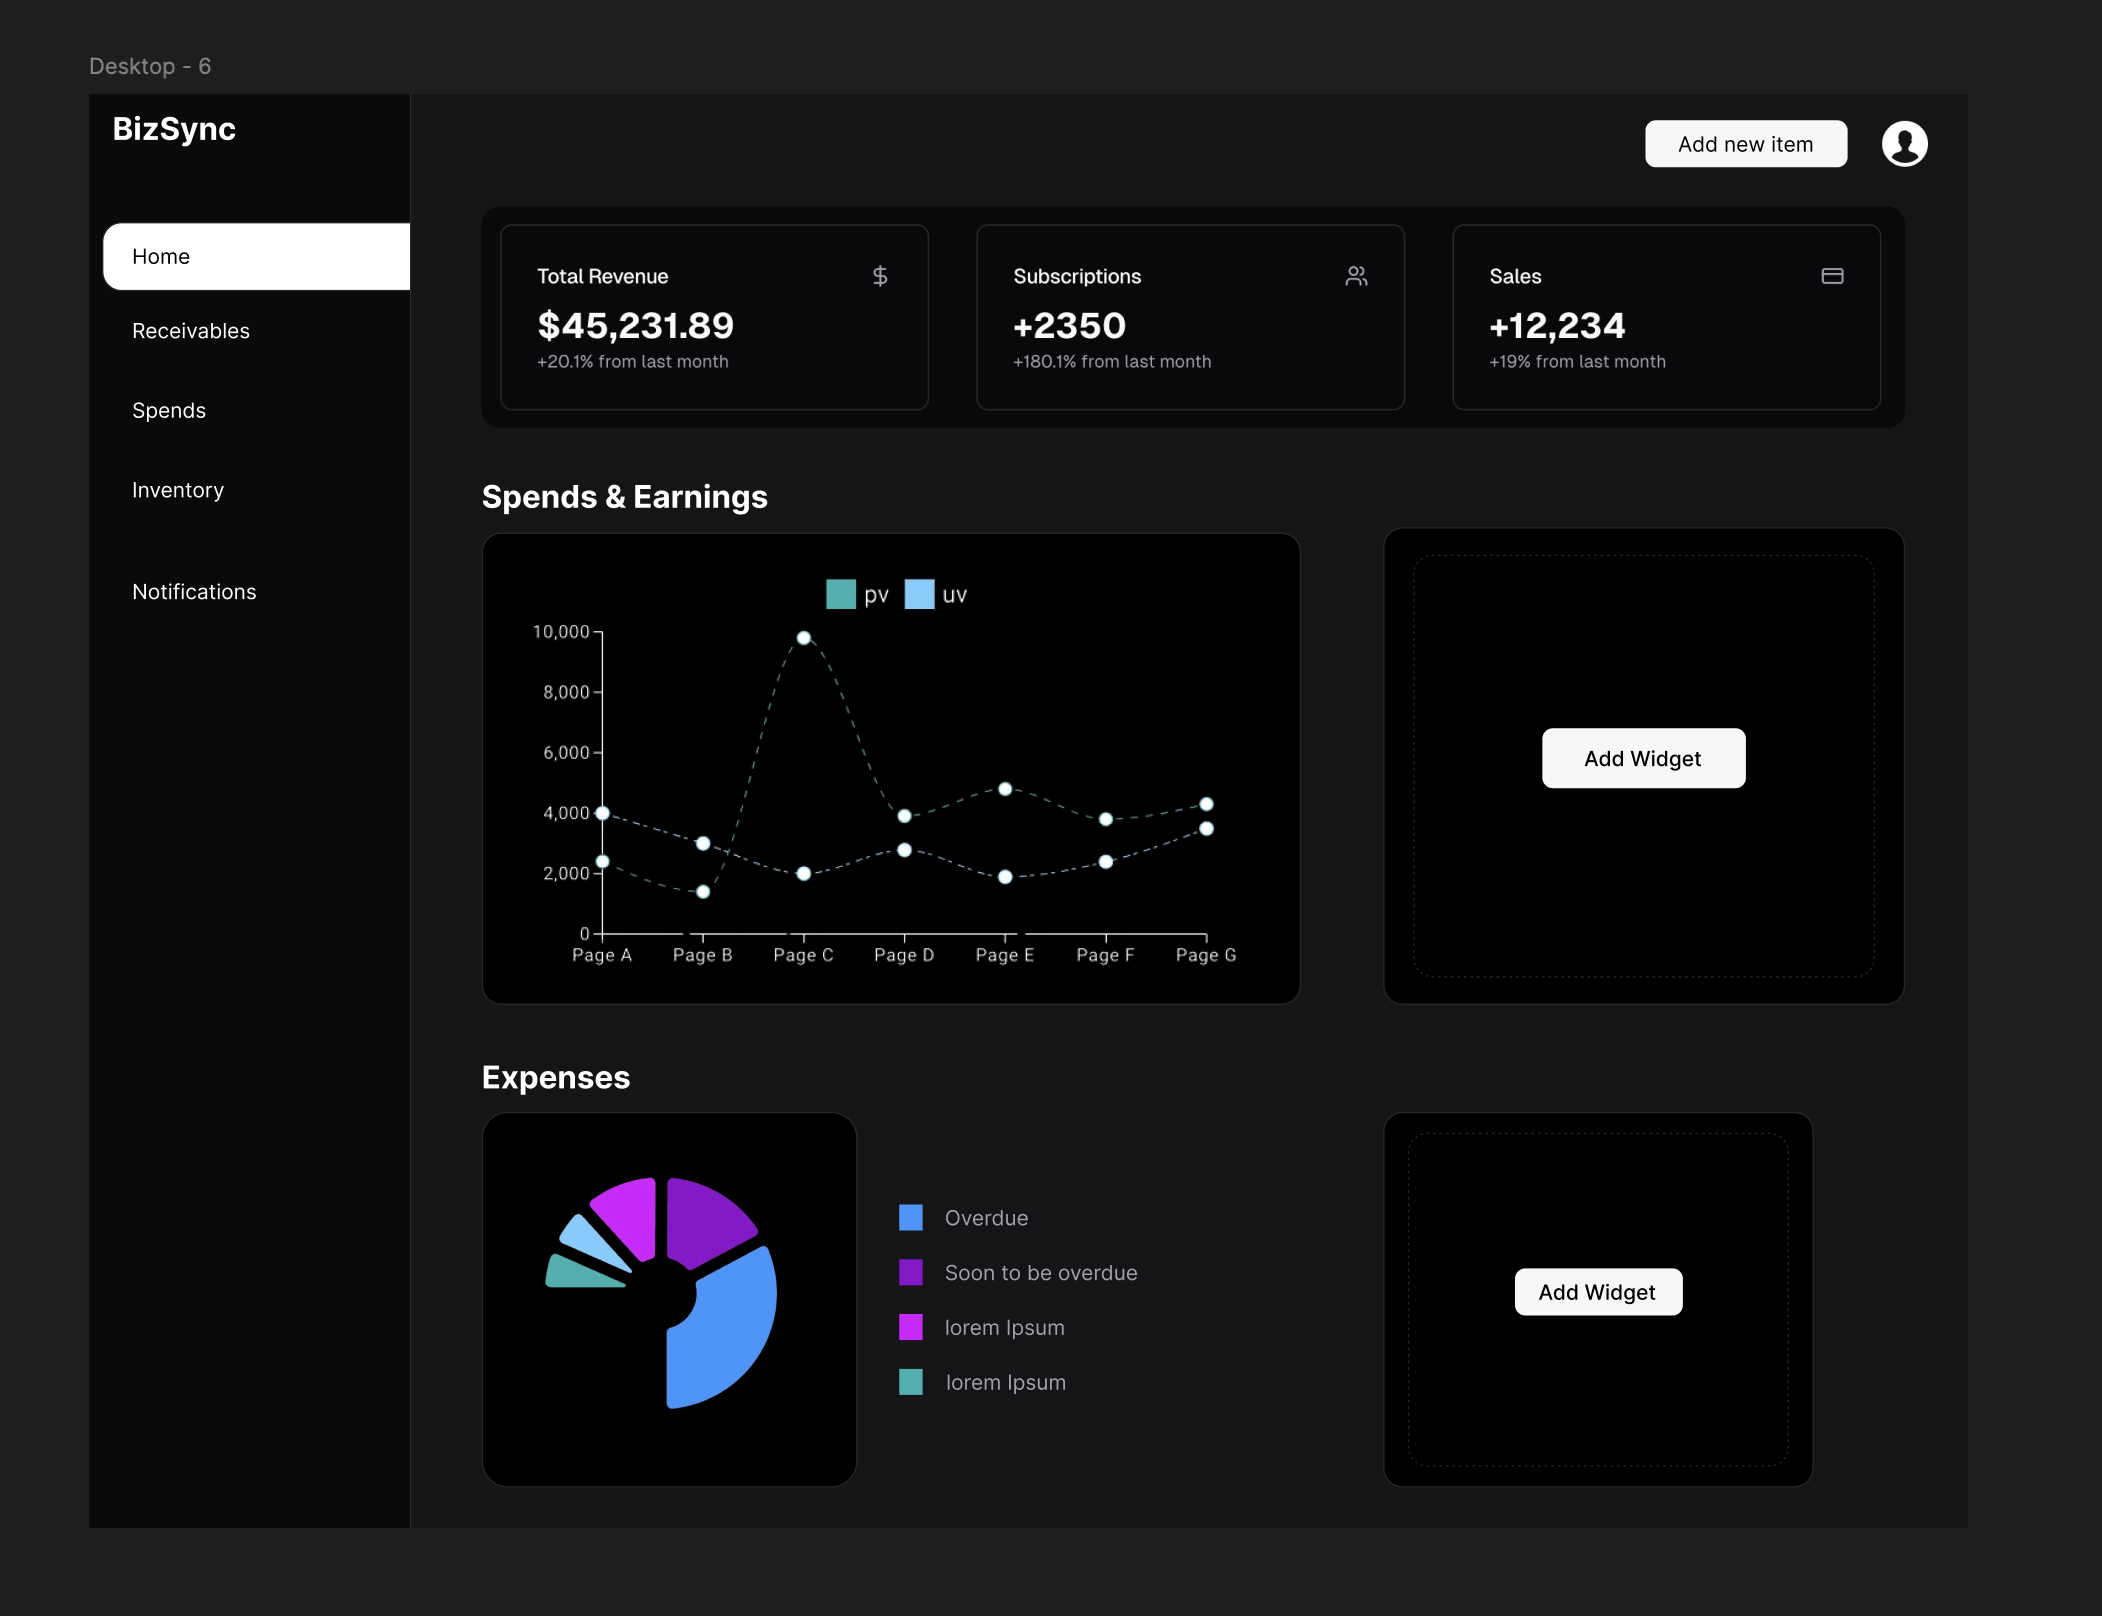 Desktop - 6
BizSync
Add new item
Home
Receivables
Spends
Inventory
Notifications
Total Revenue
$45,231.89
+20.1% from last month
Subscriptions
+2350
+180.1% from last month
Sales
+12,234
+19% from last month
Spends & Earnings
pv uv
10,000
8,000
6,000
4,000
2,000
0
Page A Page B Page C Page D Page E Page F Page G
Add Widget
Expenses
Overdue
Soon to be overdue
lorem Ipsum
lorem Ipsum
Add Widget